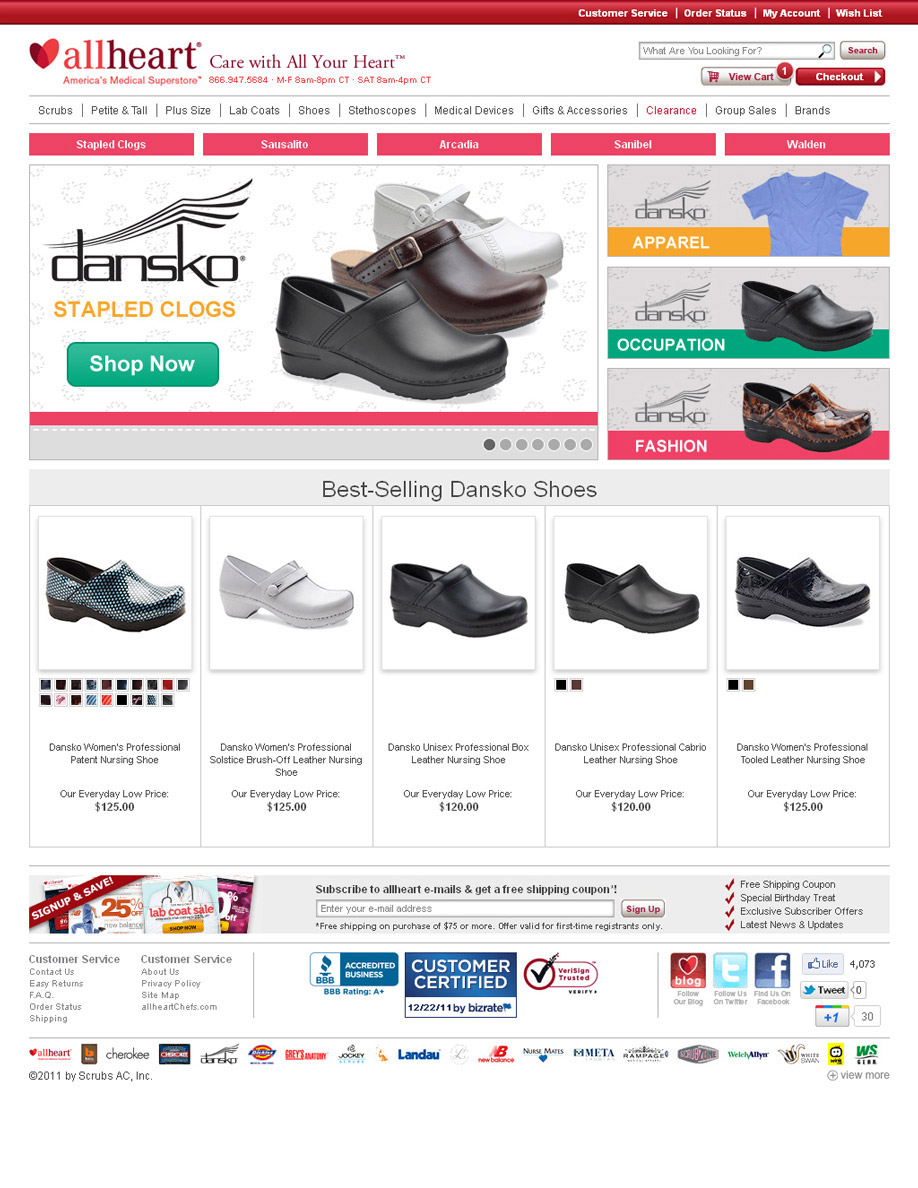 Customer Service | Order Status | My Account | Wish List
allheart® Care with All Your Heart™
America's Medical Superstore™ 866.947.5684 · M-F 8am-8pm CT · SAT 8am-4pm CT
What Are You Looking For? Search
View Cart 1 Checkout
Scrubs | Petite & Tall | Plus Size | Lab Coats | Shoes | Stethoscopes | Medical Devices | Gifts & Accessories | Clearance | Group Sales | Brands
Stapled Clogs Sausalito Arcadia Sanibel Walden
dansko®
STAPLED CLOGS
Shop Now
dansko
APPAREL
dansko
OCCUPATION
dansko
FASHION
Best-Selling Dansko Shoes
Dansko Women's Professional
Patent Nursing Shoe
Our Everyday Low Price:
$125.00
Dansko Women's Professional
Solstice Brush-Off Leather Nursing
Shoe
Our Everyday Low Price:
$125.00
Dansko Unisex Professional Box
Leather Nursing Shoe
Our Everyday Low Price:
$120.00
Dansko Unisex Professional Cabrio
Leather Nursing Shoe
Our Everyday Low Price:
$120.00
Dansko Women's Professional
Tooled Leather Nursing Shoe
Our Everyday Low Price:
$125.00
SIGNUP & SAVE!
25%
off
new balance
lab coat sale
SHOP NOW
Subscribe to allheart e-mails & get a free shipping coupon*!
Enter your e-mail address Sign Up
*Free shipping on purchase of $75 or more. Offer valid for first-time registrants only.
Free Shipping Coupon
Special Birthday Treat
Exclusive Subscriber Offers
Latest News & Updates
Customer Service
Contact Us
Easy Returns
F.A.Q.
Order Status
Shipping
Customer Service
About Us
Privacy Policy
Site Map
allheartChefs.com
BBB ACCREDITED
BUSINESS
BBB Rating: A+
CUSTOMER
CERTIFIED
12/22/11 by bizrate
VeriSign
Trusted
VERIFY
blog
Follow
Our Blog
Follow Us
On Twitter
Find Us On
Facebook
Like 4,073
Tweet 0
+1 30
allheart cherokee CHEROKEE dansko Dickies GREY'S ANATOMY JOCKEY Landau new balance NURSE MATES META RAMPAGE SCRUBZONE WelchAllyn WHITE SWAN wink WS GEAR
©2011 by Scrubs AC, Inc. view more